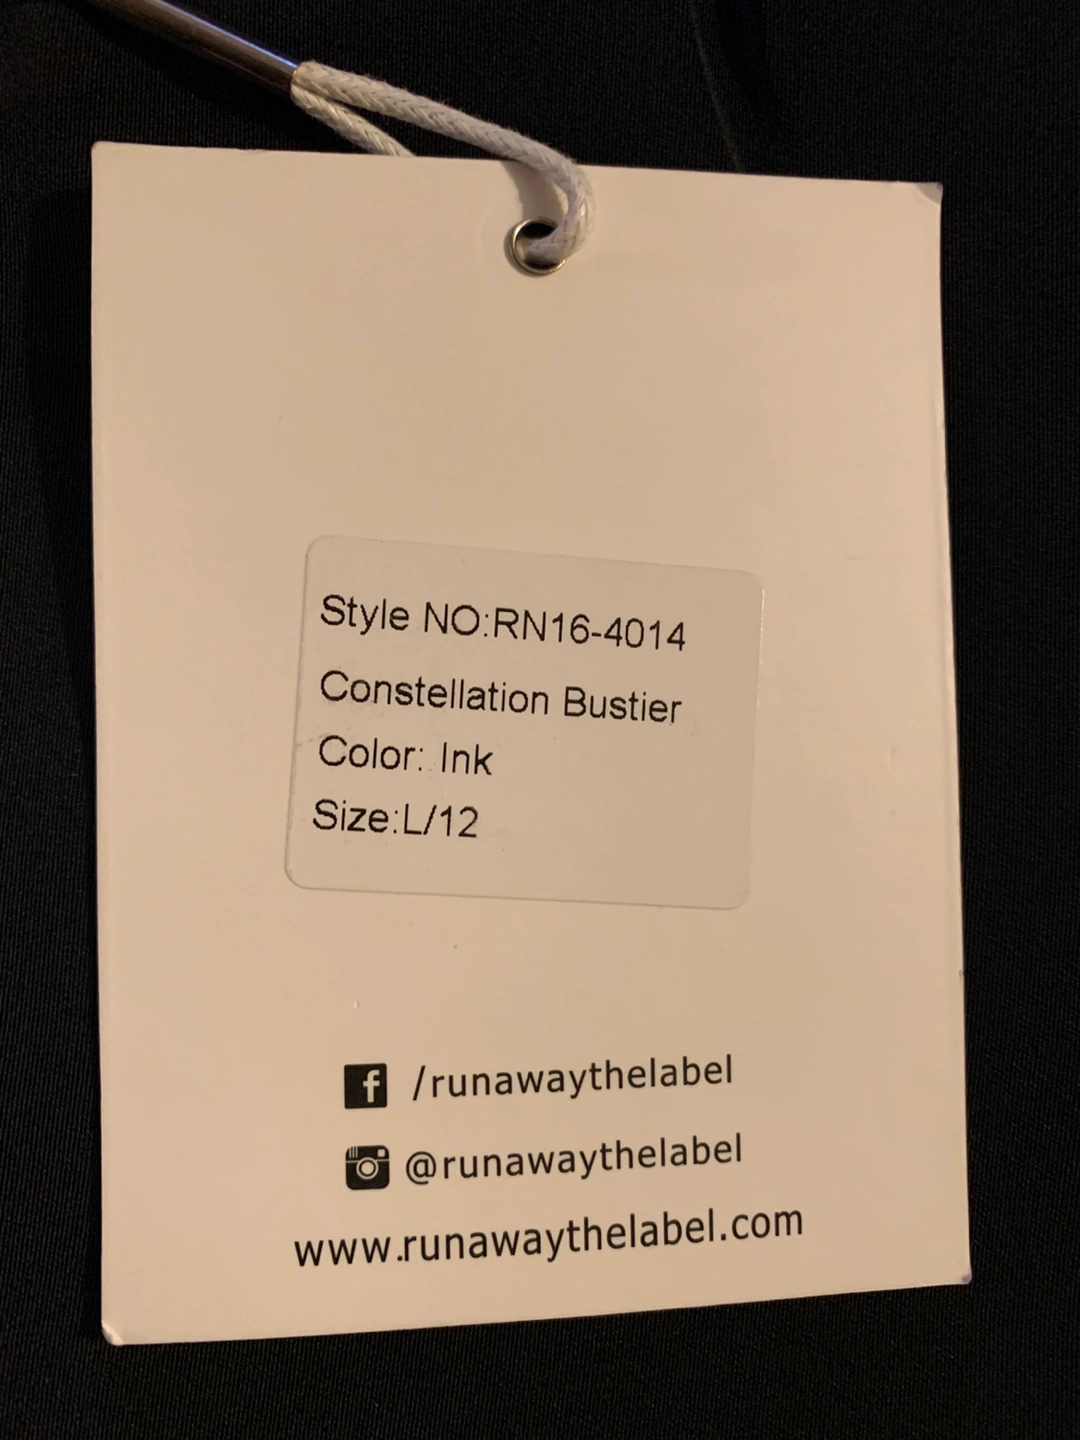 Style NO:RN16-4014
Constellation Bustier
Color: Ink
Size:L/12
/runawaythelabel
@runawaythelabel
www.runawaythelabel.com